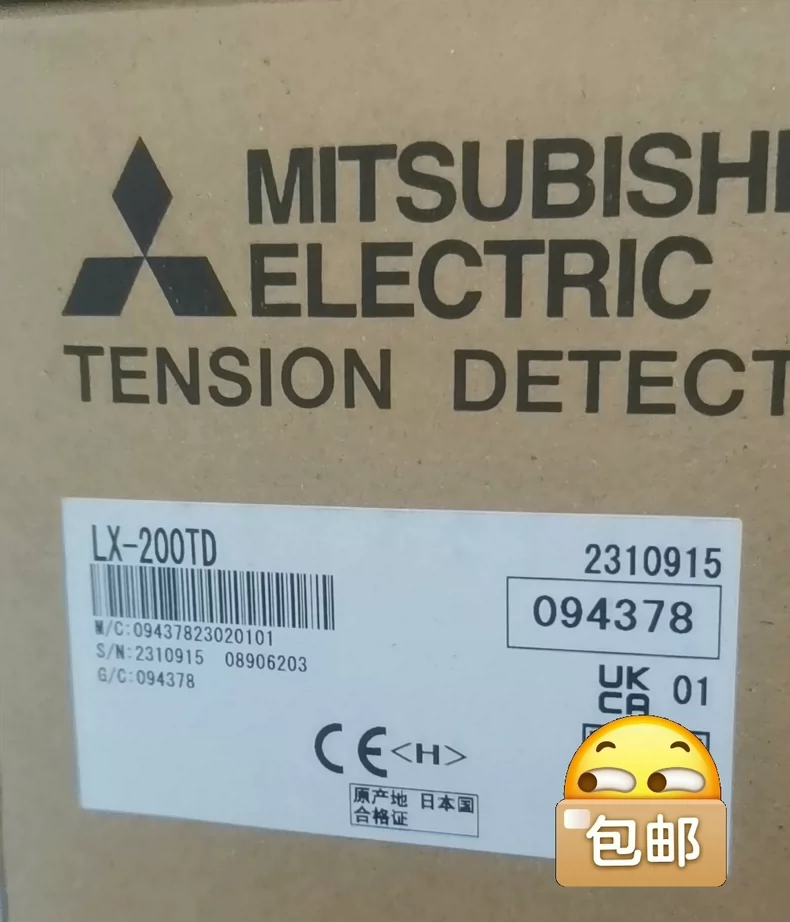 MITSUBISHI
ELECTRIC
TENSION DETECT
LX-200TD
2310915
094378
M/C:09437823020101
S/N:2310915 08906203
G/C:094378
UK
CA
01
CE<H>
原产地 日本国
合格证
包邮